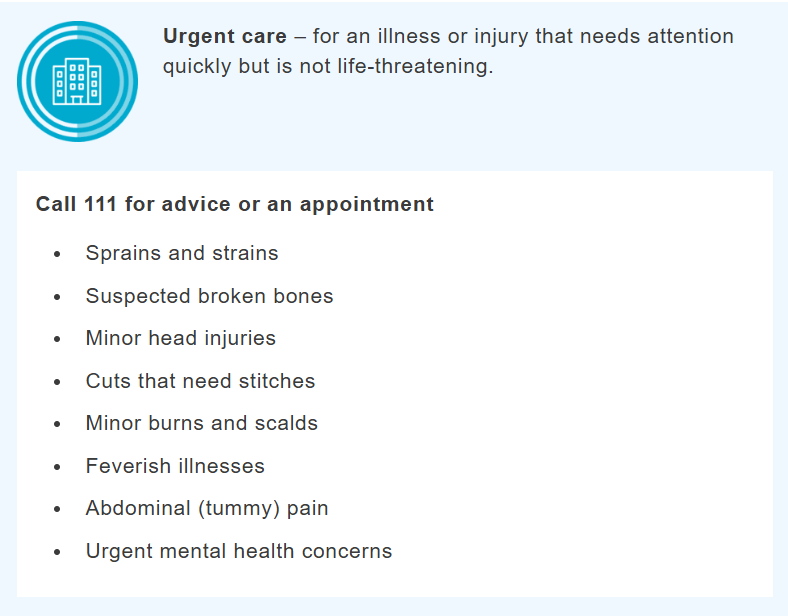 Urgent care – for an illness or injury that needs attention
quickly but is not life-threatening.
Call 111 for advice or an appointment
• Sprains and strains
• Suspected broken bones
• Minor head injuries
• Cuts that need stitches
• Minor burns and scalds
• Feverish illnesses
• Abdominal (tummy) pain
• Urgent mental health concerns